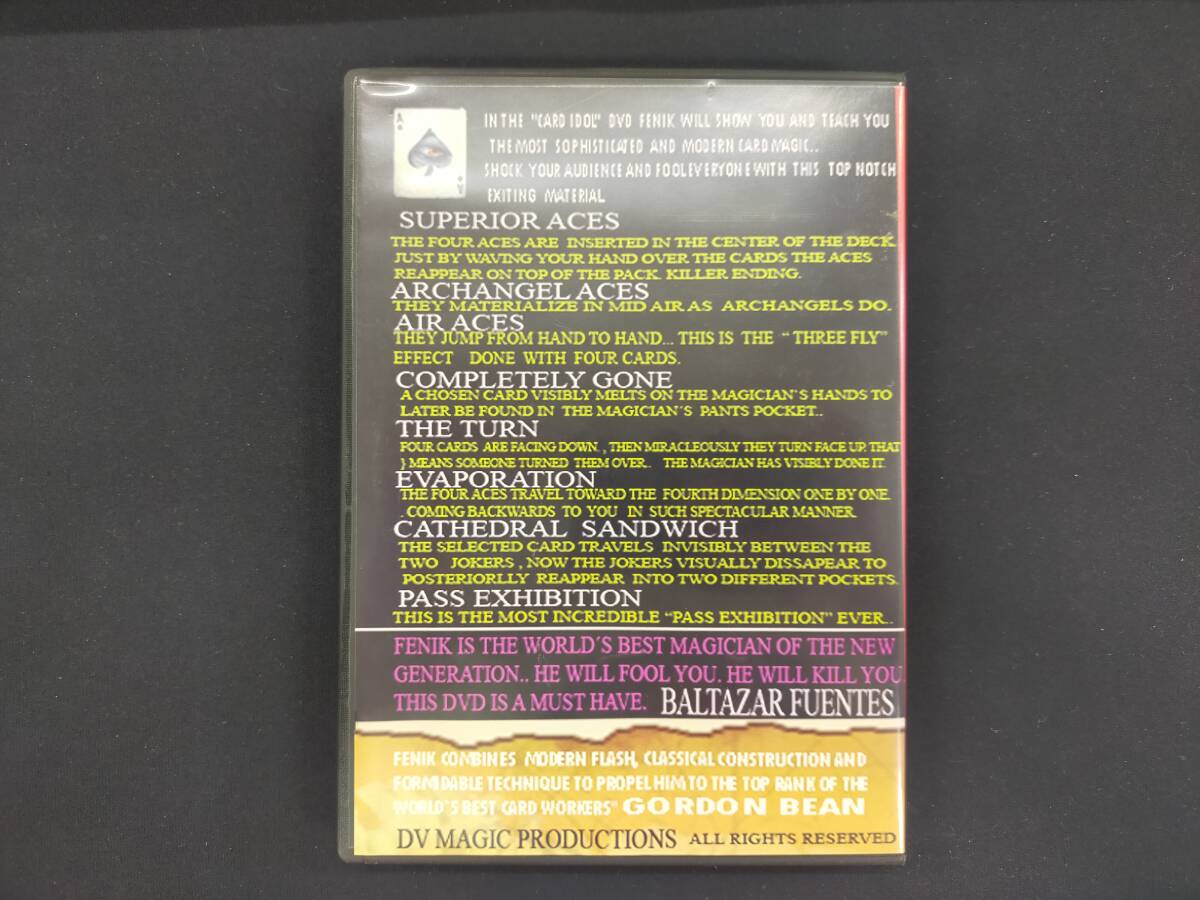 A
IN THE "CARD IDOL" DVD FENIK WILL SHOW YOU AND TEACH YOU
THE MOST SOPHISTICATED AND MODERN CARD MAGIC..
SHOCK YOUR AUDIENCE AND FOOLEVERYONE WITH THIS TOP NOTCH
EXITING MATERIAL
A
SUPERIOR ACES
THE FOUR ACES ARE INSERTED IN THE CENTER OF THE DECK.
JUST BY WAVING YOUR HAND OVER THE CARDS THE ACES
REAPPEAR ON TOP OF THE PACK. KILLER ENDING.
ARCHANGEL ACES
THEY MATERIALIZE IN MID AIR AS ARCHANGELS DO.
AIR ACES
THEY JUMP FROM HAND TO HAND... THIS IS THE “ THREE FLY”
EFFECT DONE WITH FOUR CARDS.
COMPLETELY GONE
A CHOSEN CARD VISIBLY MELTS ON THE MAGICIAN´S HANDS TO
LATER BE FOUND IN THE MAGICIAN´S PANTS POCKET..
THE TURN
FOUR CARDS ARE FACING DOWN. , THEN MIRACLEOUSLY THEY TURN FACE UP. THAT
} MEANS SOMEONE TURNED THEM OVER.. THE MAGICIAN HAS VISIBLY DONE IT.
EVAPORATION
THE FOUR ACES TRAVEL TOWARD THE FOURTH DIMENSION ONE BY ONE.
. COMING BACKWARDS TO YOU IN SUCH SPECTACULAR MANNER.
CATHEDRAL SANDWICH
THE SELECTED CARD TRAVELS INVISIBLY BETWEEN THE
TWO JOKERS , NOW THE JOKERS VISUALLY DISSAPEAR TO
POSTERIORLLY REAPPEAR INTO TWO DIFFERENT POCKETS.
PASS EXHIBITION
THIS IS THE MOST INCREDIBLE “PASS EXHIBITION” EVER..
FENIK IS THE WORLD´S BEST MAGICIAN OF THE NEW
GENERATION.. HE WILL FOOL YOU. HE WILL KILL YOU
THIS DVD IS A MUST HAVE. BALTAZAR FUENTES
FENIK COMBINES MODERN FLASH, CLASSICAL CONSTRUCTION AND
FORMIDABLE TECHNIQUE TO PROPEL HIM TO THE TOP RANK OF THE
WORLD´S BEST CARD WORKERS" GORDON BEAN
DV MAGIC PRODUCTIONS ALL RIGHTS RESERVED